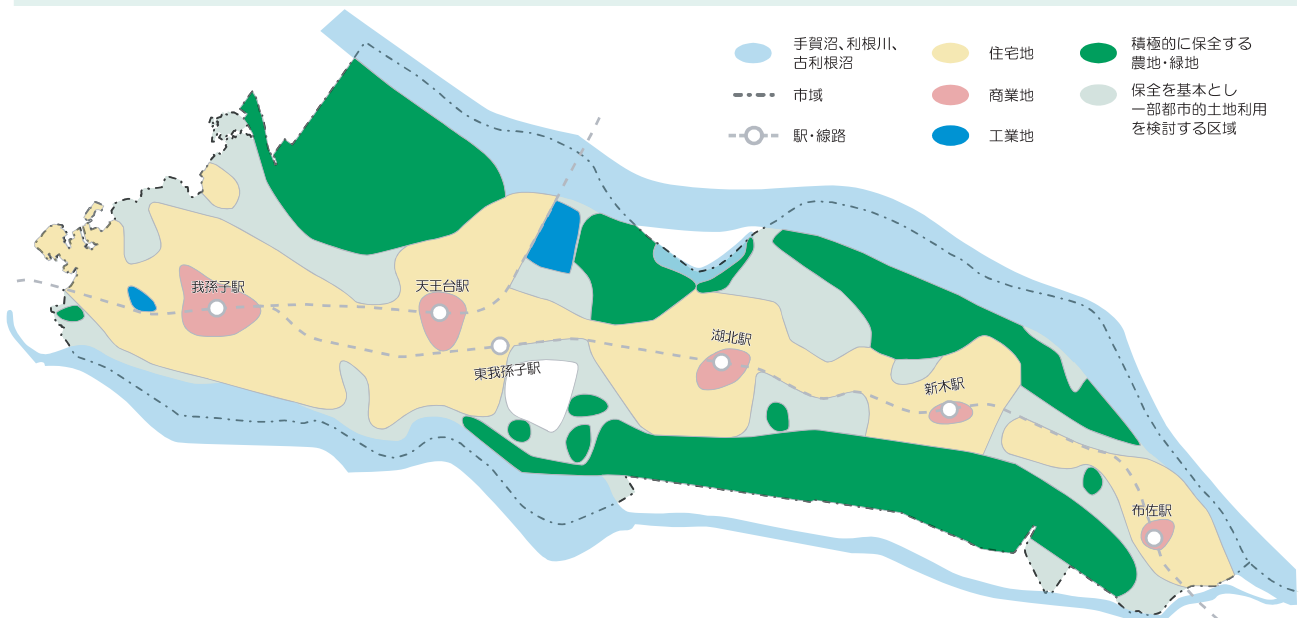 手賀沼、利根川、
古利根沼
市域
駅・線路
住宅地
商業地
工業地
積極的に保全する
農地・緑地
保全を基本とし
一部都市的土地利用
を検討する区域
我孫子駅
天王台駅
東我孫子駅
湖北駅
新木駅
布佐駅